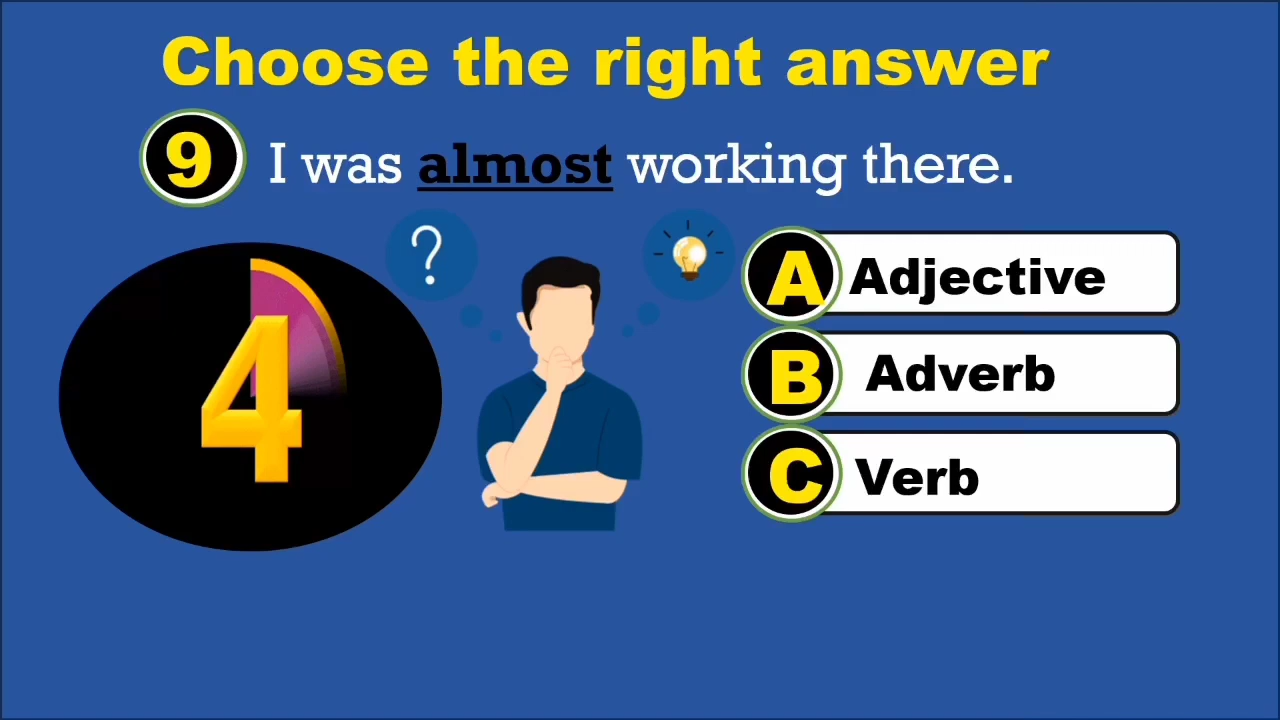 Choose the right answer
9 I was almost working there.
?
4
A Adjective
B Adverb
C Verb